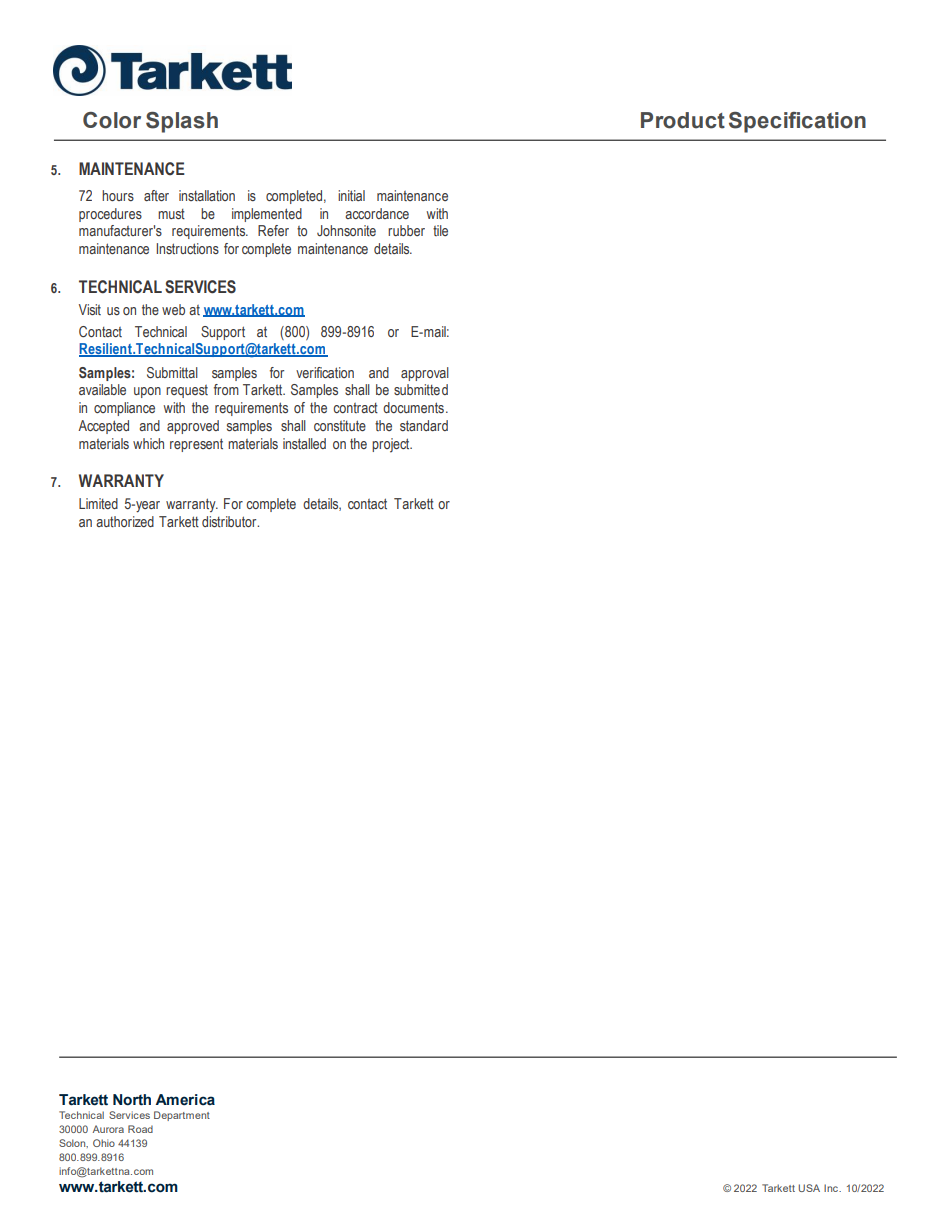 Tarkett
Color Splash
Product Specification
5. MAINTENANCE
72 hours after installation is completed, initial maintenance
procedures must be implemented in accordance with
manufacturer's requirements. Refer to Johnsonite rubber tile
maintenance Instructions for complete maintenance details.
6. TECHNICAL SERVICES
Visit us on the web at www.tarkett.com
Contact Technical Support at (800) 899-8916 or E-mail:
Resilient.TechnicalSupport@tarkett.com
Samples: Submittal samples for verification and approval
available upon request from Tarkett. Samples shall be submitted
in compliance with the requirements of the contract documents.
Accepted and approved samples shall constitute the standard
materials which represent materials installed on the project.
7. WARRANTY
Limited 5-year warranty. For complete details, contact Tarkett or
an authorized Tarkett distributor.
Tarkett North America
Technical Services Department
30000 Aurora Road
Solon, Ohio 44139
800.899.8916
info@tarkettna.com
www.tarkett.com
© 2022 Tarkett USA Inc. 10/2022